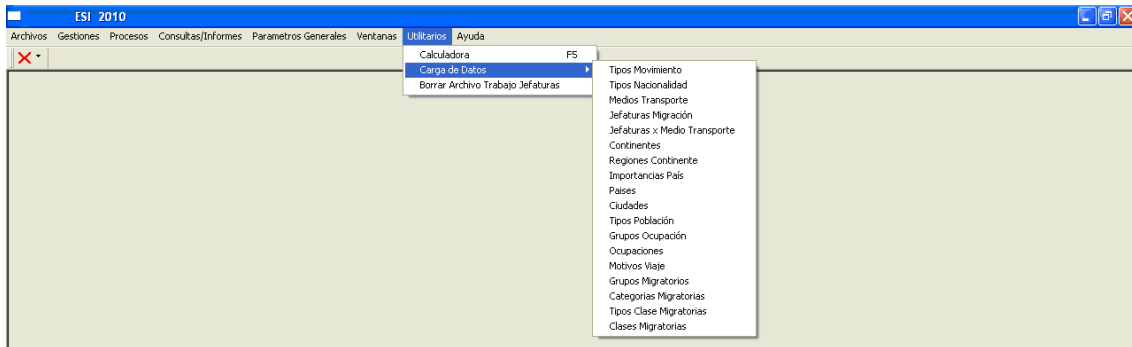 ESI 2010
Archivos Gestiones Procesos Consultas/Informes Parametros Generales Ventanas Utilitarios Ayuda
Calculadora F5
Carga de Datos
Borrar Archivo Trabajo Jefaturas
Tipos Movimiento
Tipos Nacionalidad
Medios Transporte
Jefaturas Migración
Jefaturas x Medio Transporte
Continentes
Regiones Continente
Importancias País
Paises
Ciudades
Tipos Población
Grupos Ocupación
Ocupaciones
Motivos Viaje
Grupos Migratorios
Categorias Migratorias
Tipos Clase Migratorias
Clases Migratorias